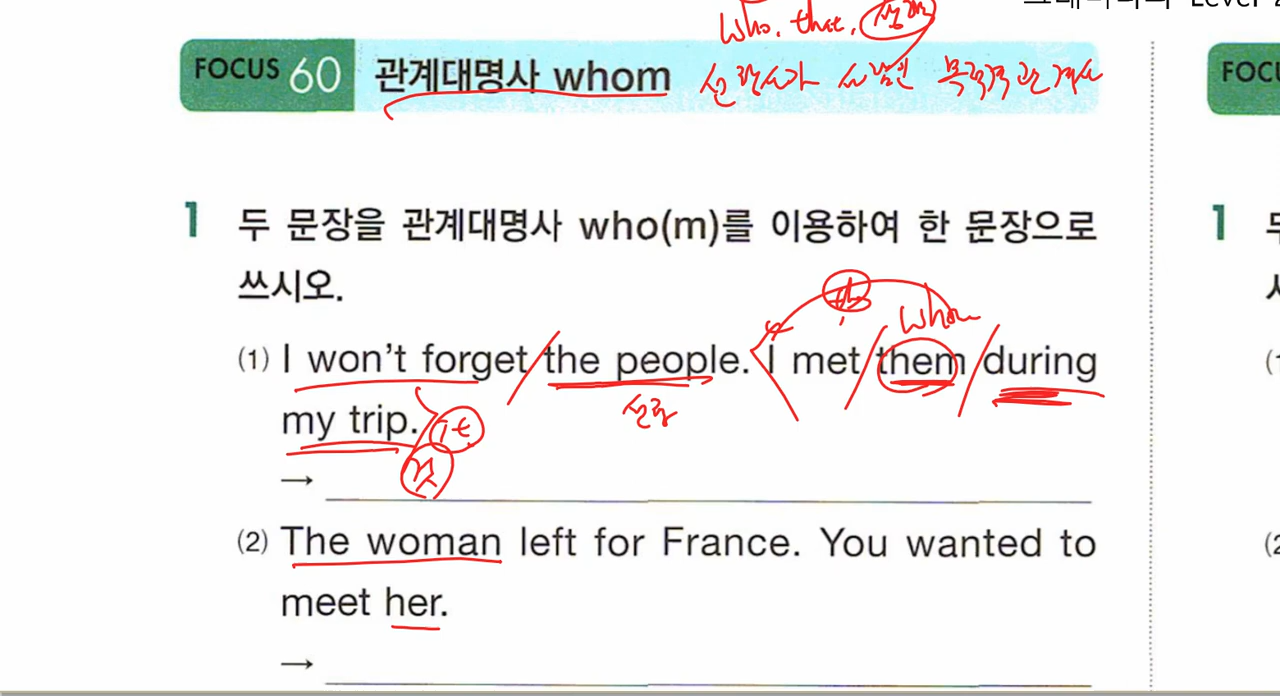 who. that. 생략
FOCUS 60 관계대명사 whom
선행사가 사람인 목적격 관계사
FOCU
1 두 문장을 관계대명사 who(m)를 이용하여 한 문장으로
쓰시오.
1
whom
(1) I won't forget the people. I met them during
선행
my trip.
→
(2) The woman left for France. You wanted to
meet her.
→